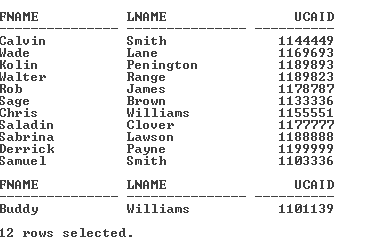 FNAME LNAME UCAID
--------------- --------------- ----------
Calvin Smith 1144449
Wade Lane 1169693
Kolin Penington 1189893
Walter Range 1189823
Rob James 1178787
Sage Brown 1133336
Chris Williams 1155551
Saladin Clover 1177777
Sabrina Lawson 1188888
Derrick Payne 1199999
Samuel Smith 1103336
FNAME LNAME UCAID
--------------- --------------- ----------
Buddy Williams 1101139
12 rows selected.